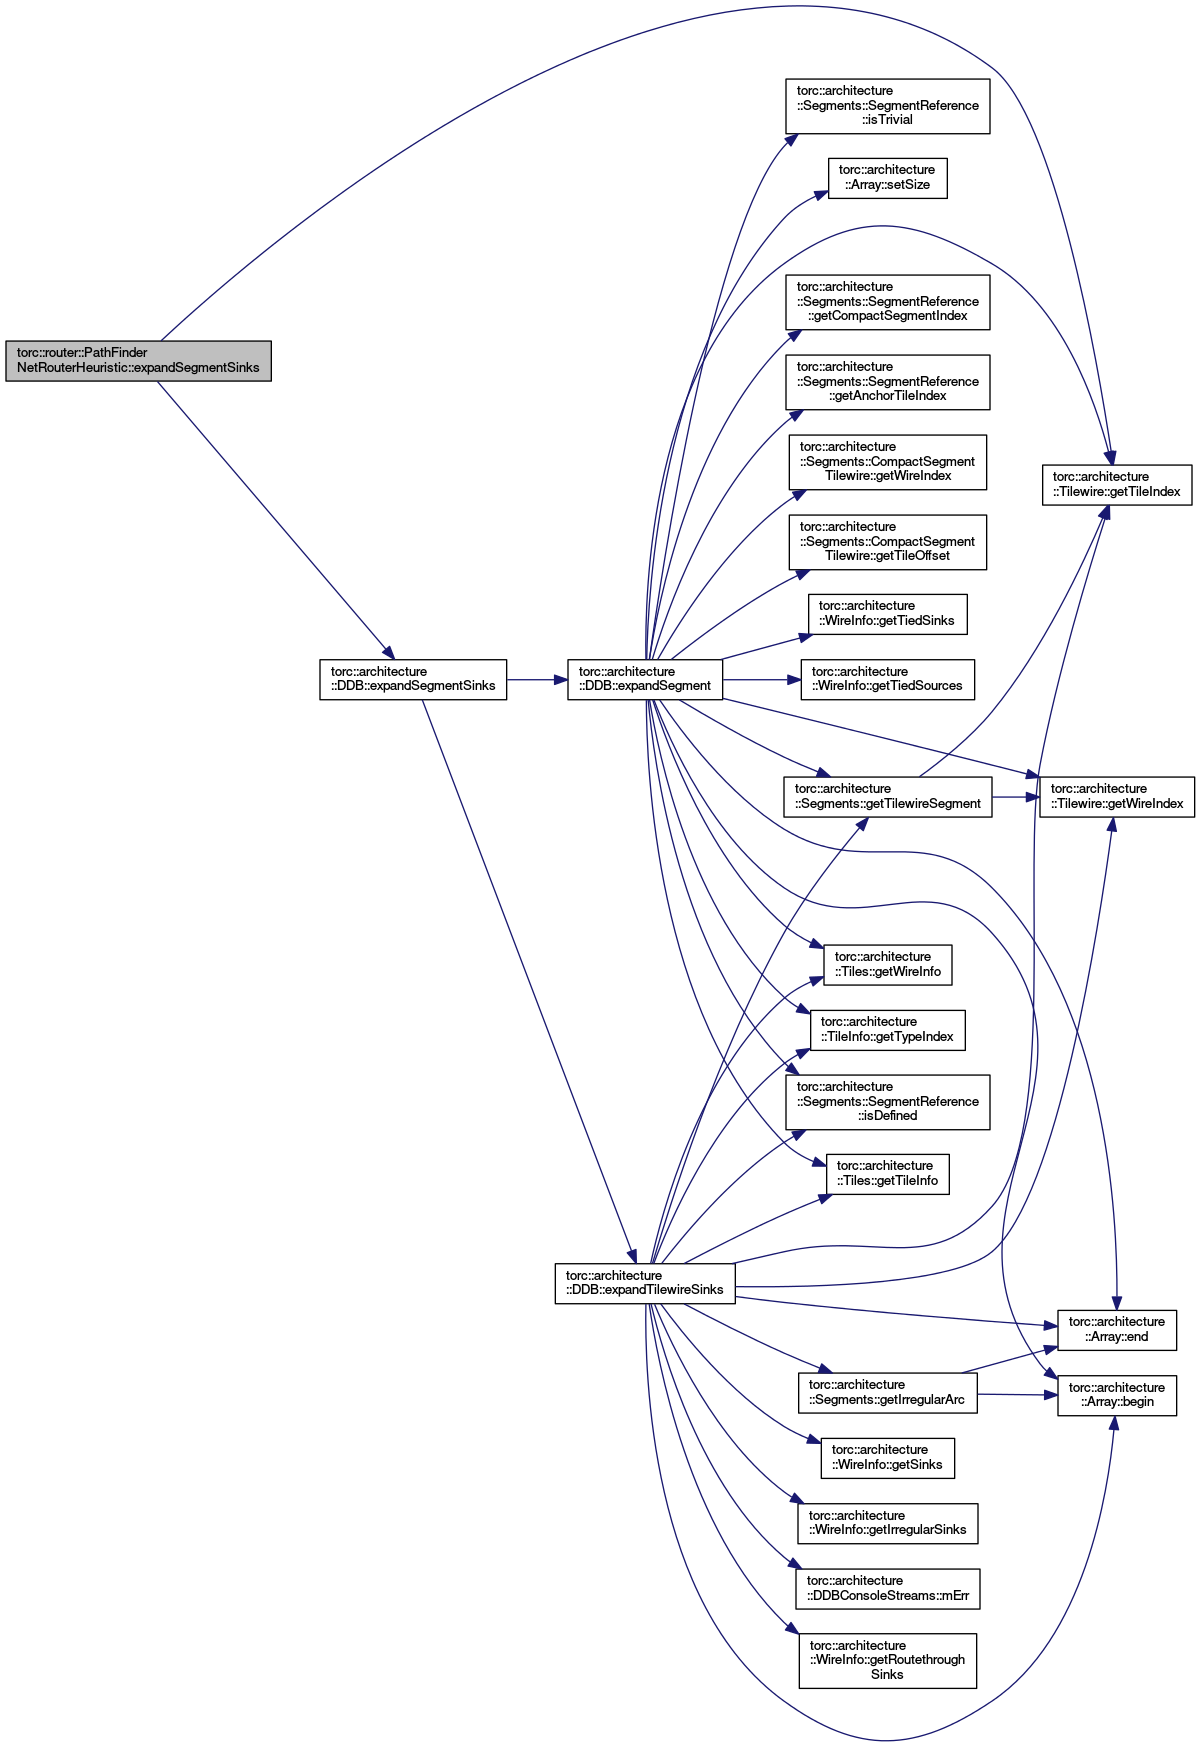 torc::router::PathFinder
NetRouterHeuristic::expandSegmentSinks
torc::architecture
::DDB::expandSegmentSinks
torc::architecture
::DDB::expandSegment
torc::architecture
::Segments::SegmentReference
::isTrivial
torc::architecture
::Array::setSize
torc::architecture
::Segments::SegmentReference
::getCompactSegmentIndex
torc::architecture
::Segments::SegmentReference
::getAnchorTileIndex
torc::architecture
::Segments::CompactSegment
Tilewire::getWireIndex
torc::architecture
::Segments::CompactSegment
Tilewire::getTileOffset
torc::architecture
::WireInfo::getTiedSinks
torc::architecture
::WireInfo::getTiedSources
torc::architecture
::Segments::getTilewireSegment
torc::architecture
::Tilewire::getTileIndex
torc::architecture
::Tilewire::getWireIndex
torc::architecture
::Tiles::getWireInfo
torc::architecture
::TileInfo::getTypeIndex
torc::architecture
::Segments::SegmentReference
::isDefined
torc::architecture
::Tiles::getTileInfo
torc::architecture
::DDB::expandTilewireSinks
torc::architecture
::Array::end
torc::architecture
::Segments::getIrregularArc
torc::architecture
::Array::begin
torc::architecture
::WireInfo::getSinks
torc::architecture
::WireInfo::getIrregularSinks
torc::architecture
::DDBConsoleStreams::mErr
torc::architecture
::WireInfo::getRoutethrough
Sinks